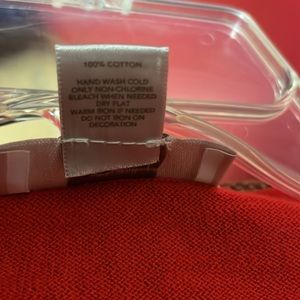 100% COTTON
HAND WASH COLD
ONLY NON-CHLORINE
BLEACH WHEN NEEDED
DRY FLAT
WARM IRON IF NEEDED
DO NOT IRON ON
DECORATION